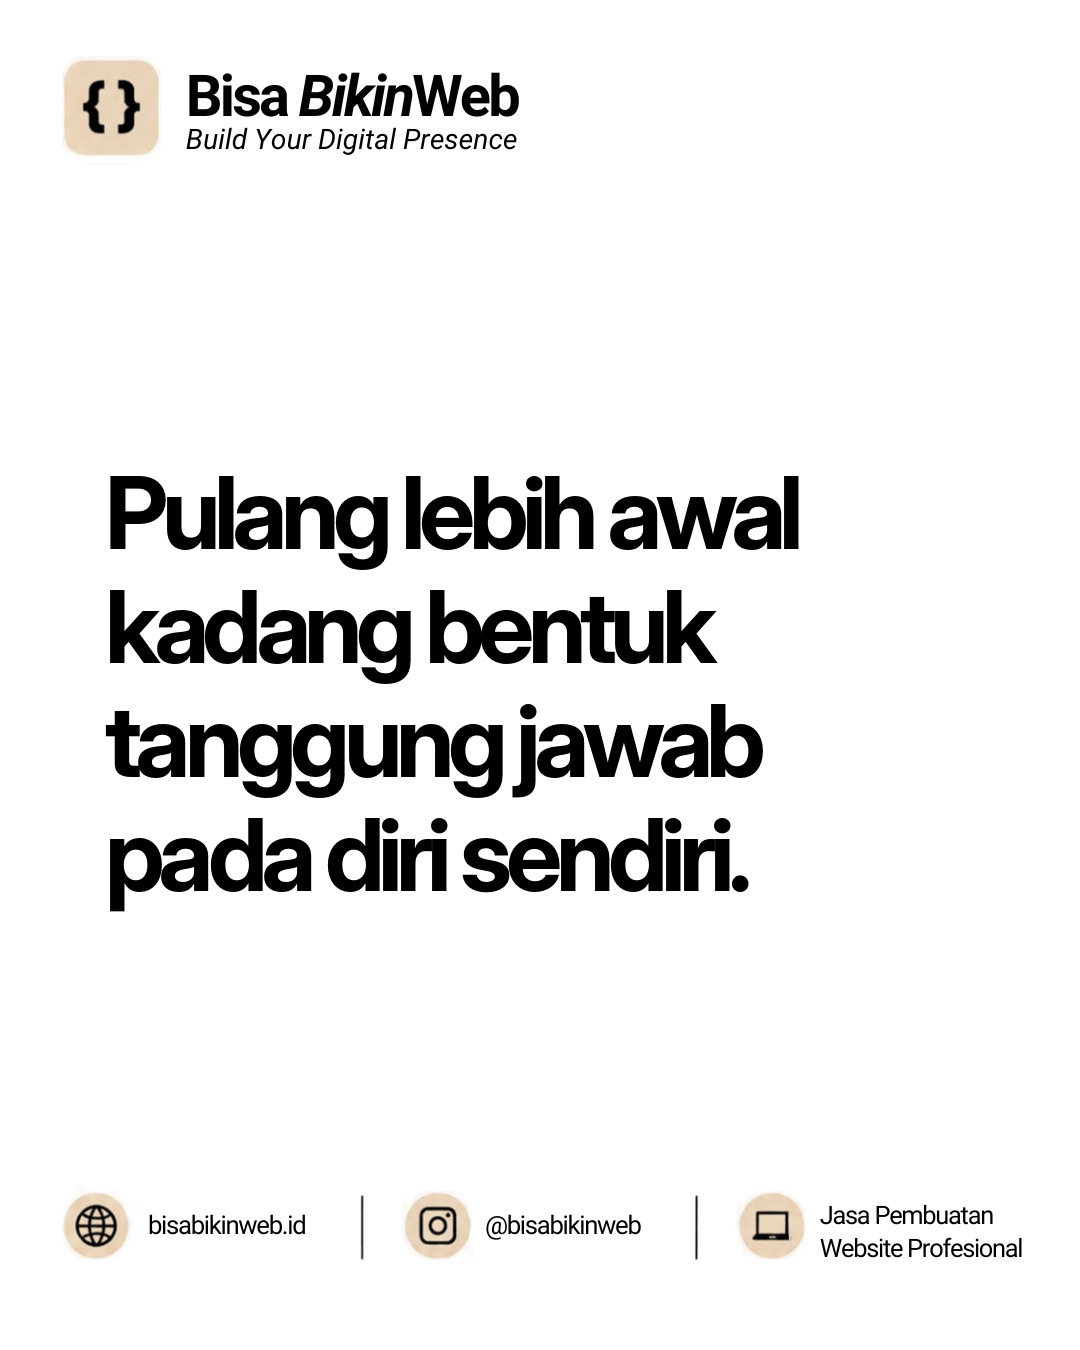 { }
Bisa BikinWeb
Build Your Digital Presence
Pulang lebih awal
kadang bentuk
tanggung jawab
pada diri sendiri.
bisabikinweb.id
@bisabikinweb
Jasa Pembuatan
Website Profesional